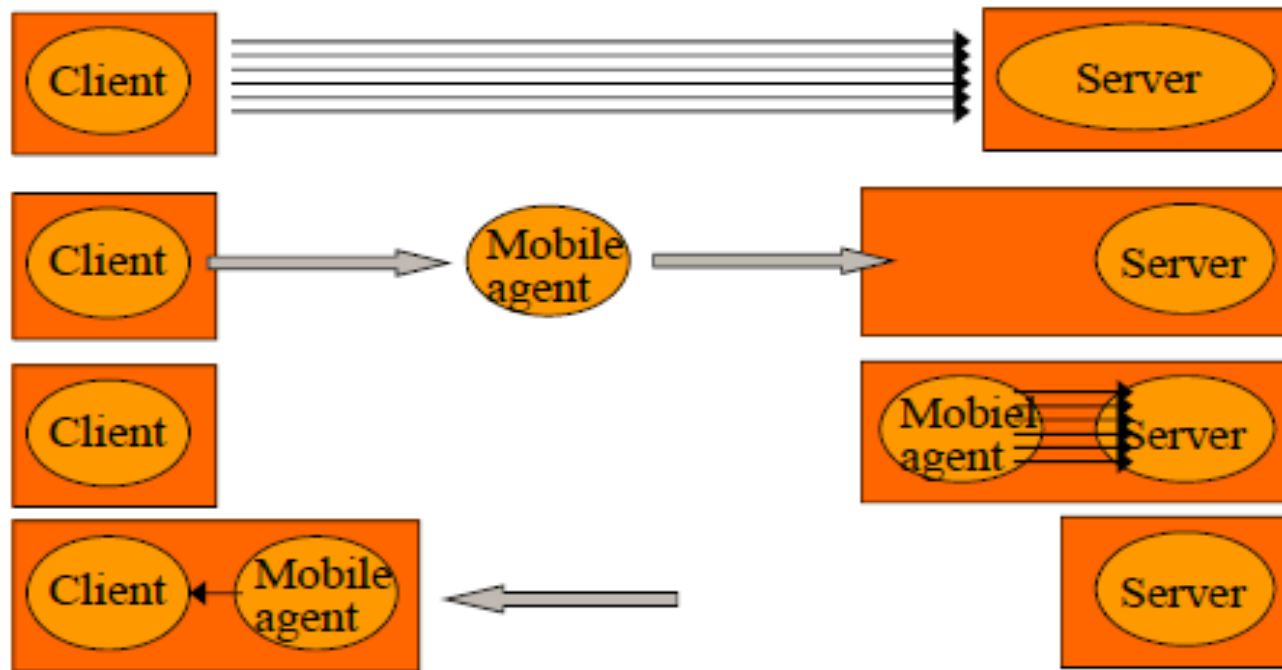 Client
Server
Client
Mobile
agent
Server
Client
Mobiel
agent
Server
Client
Mobile
agent
Server